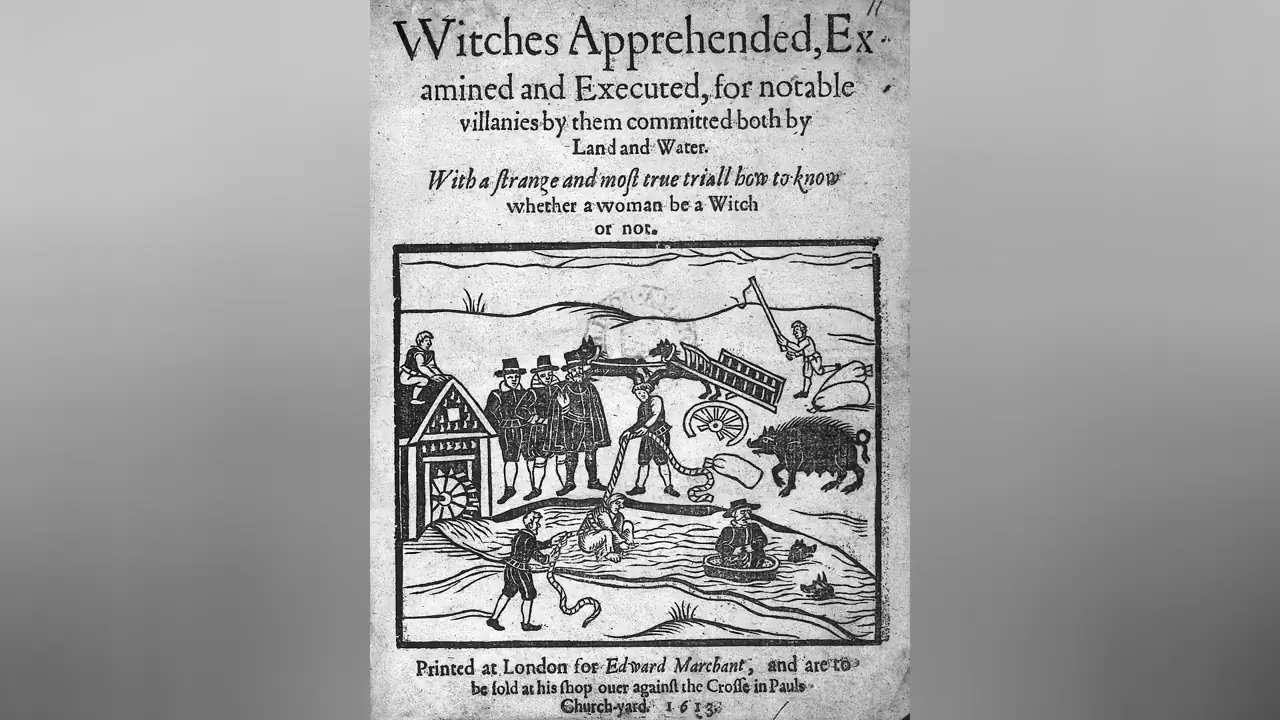 11
Witches Apprehended, Ex-
amined and Executed, for notable
villanies by them committed both by
Land and Water.
With a ſtrange and moſt true triall how to know
whether a woman be a Witch
or not.
Printed at London for Edward Marchant, and are to
be ſold at his ſhop ouer againſt the Croſſe in Pauls
Church-yard. 1613.